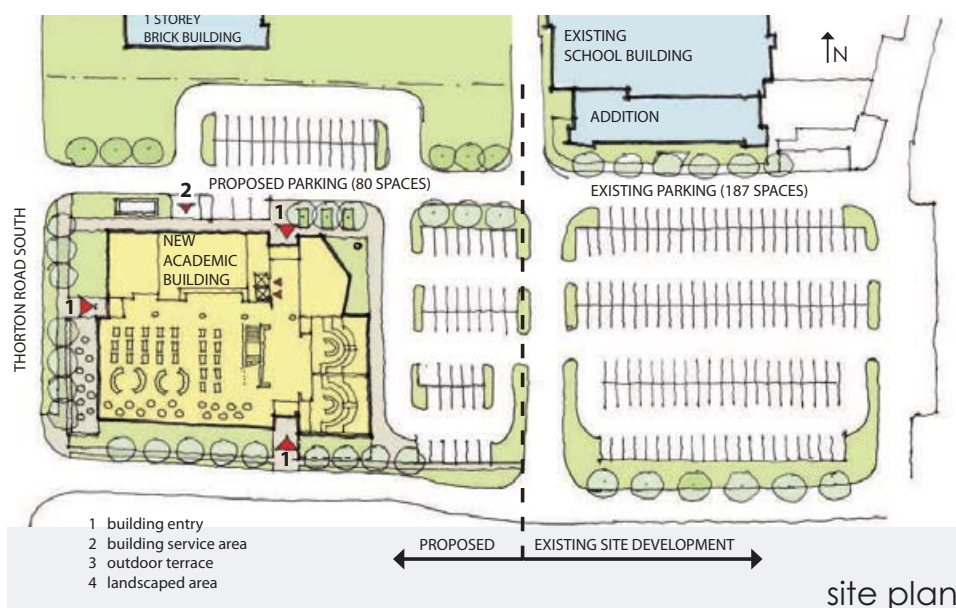 1 STOREY
BRICK BUILDING
EXISTING
SCHOOL BUILDING
N
ADDITION
2
PROPOSED PARKING (80 SPACES)
EXISTING PARKING (187 SPACES)
1
NEW
ACADEMIC
BUILDING
1
THORTON ROAD SOUTH
1
1 building entry
2 building service area
3 outdoor terrace
4 landscaped area
PROPOSED
EXISTING SITE DEVELOPMENT
site plan